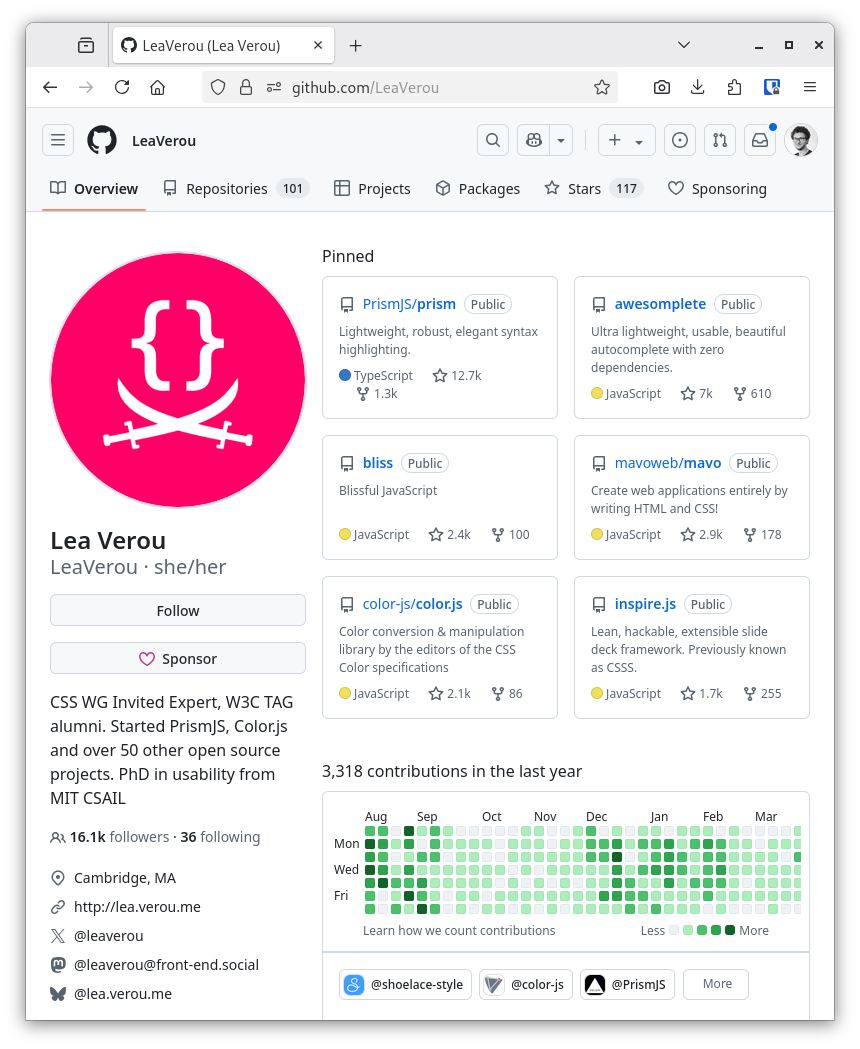 LeaVerou (Lea Verou)
github.com/LeaVerou
LeaVerou
Overview
Repositories 101
Projects
Packages
Stars 117
Sponsoring
{}
Lea Verou
LeaVerou · she/her
Follow
Sponsor
CSS WG Invited Expert, W3C TAG
alumni. Started PrismJS, Color.js
and over 50 other open source
projects. PhD in usability from
MIT CSAIL
16.1k followers · 36 following
Cambridge, MA
http://lea.verou.me
@leaverou
@leaverou@front-end.social
@lea.verou.me
Pinned
PrismJS/prism Public
Lightweight, robust, elegant syntax
highlighting.
TypeScript 12.7k
1.3k
awesomplete Public
Ultra lightweight, usable, beautiful
autocomplete with zero
dependencies.
JavaScript 7k 610
bliss Public
Blissful JavaScript
JavaScript 2.4k 100
mavoweb/mavo Public
Create web applications entirely by
writing HTML and CSS!
JavaScript 2.9k 178
color-js/color.js Public
Color conversion & manipulation
library by the editors of the CSS
Color specifications
JavaScript 2.1k 86
inspire.js Public
Lean, hackable, extensible slide
deck framework. Previously known
as CSSS.
JavaScript 1.7k 255
3,318 contributions in the last year
Aug Sep Oct Nov Dec Jan Feb Mar
Mon
Wed
Fri
Learn how we count contributions
Less More
@shoelace-style
@color-js
@PrismJS
More